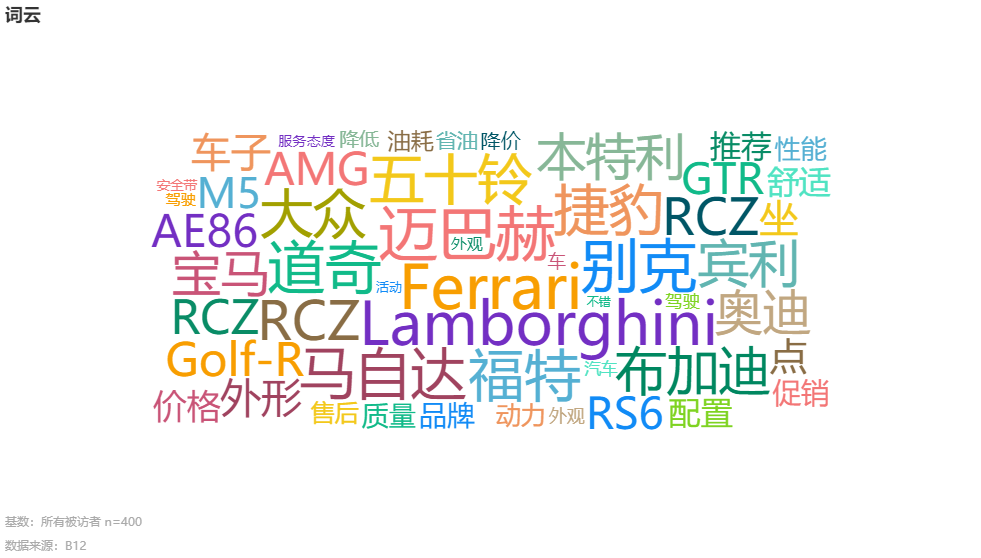 词云
车子 服务态度 降低 油耗 省油 降价 本特利 推荐 性能
安全带 驾驶 M5 AMG 五十铃 GTR 舒适
AE86 大众 迈巴赫 外观 捷豹 RCZ 坐
宝马 道奇 活动 Ferrari 车 别克 宾利
RCZ RCZ Lamborghini 不错 驾驶 奥迪
Golf-R 马自达 福特 汽车 布加迪 点
价格 外形 售后 质量 品牌 动力 外观 RS6 配置 促销
基数：所有被访者 n=400
数据来源：B12